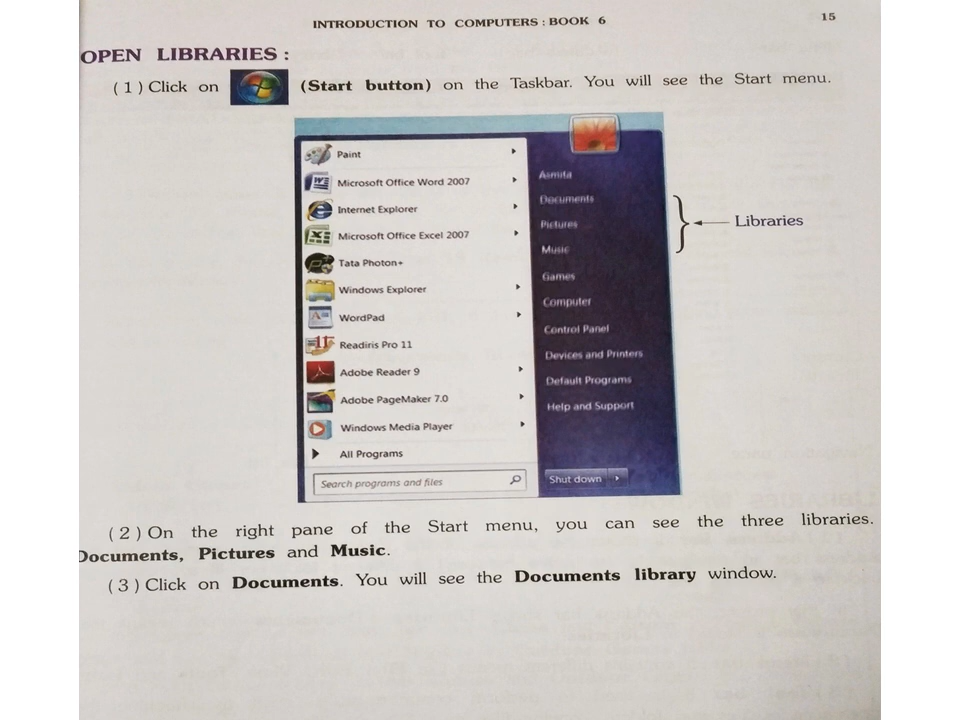 INTRODUCTION TO COMPUTERS : BOOK 6 15
OPEN LIBRARIES :
( 1 ) Click on (Start button) on the Taskbar. You will see the Start menu.
Paint
Microsoft Office Word 2007
Internet Explorer
Microsoft Office Excel 2007
Tata Photon+
Windows Explorer
WordPad
Readiris Pro 11
Adobe Reader 9
Adobe PageMaker 7.0
Windows Media Player
All Programs
Search programs and files
Asmita
Documents
Pictures
Music
Games
Computer
Control Panel
Devices and Printers
Default Programs
Help and Support
Shut down
Libraries
( 2 ) On the right pane of the Start menu, you can see the three libraries.
Documents, Pictures and Music.
( 3 ) Click on Documents. You will see the Documents library window.